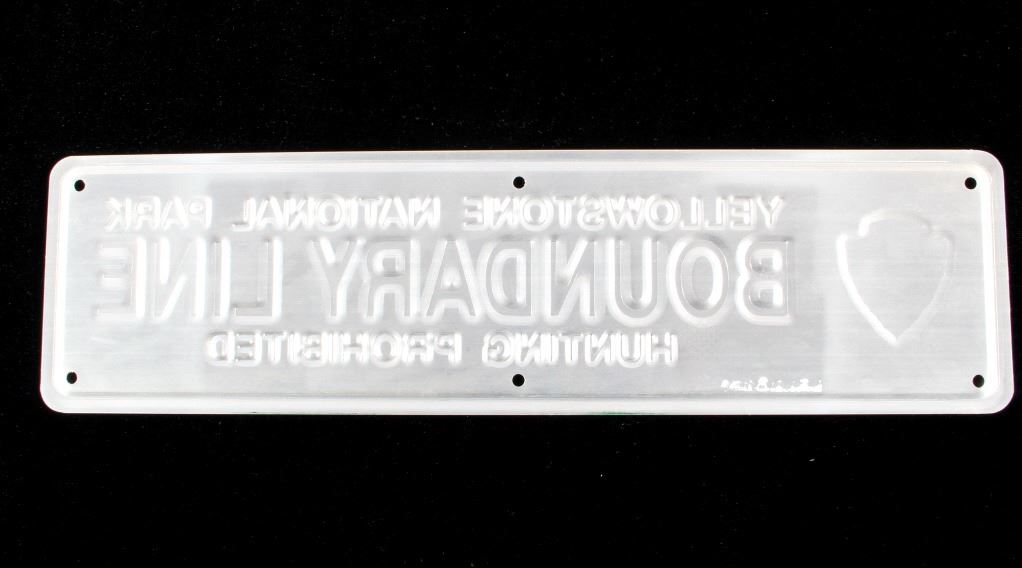 YELLOWSTONE NATIONAL PARK
BOUNDARY LINE
HUNTING PROHIBITED